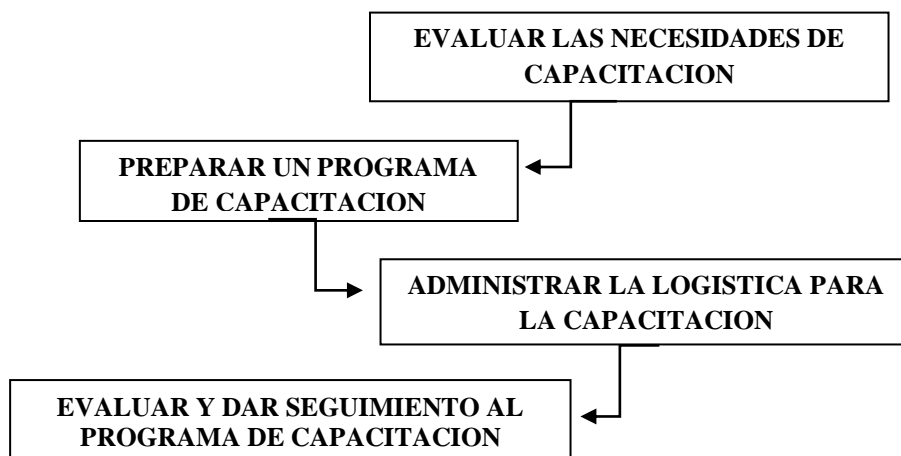 EVALUAR LAS NECESIDADES DE
CAPACITACION
PREPARAR UN PROGRAMA
DE CAPACITACION
ADMINISTRAR LA LOGISTICA PARA
LA CAPACITACION
EVALUAR Y DAR SEGUIMIENTO AL
PROGRAMA DE CAPACITACION